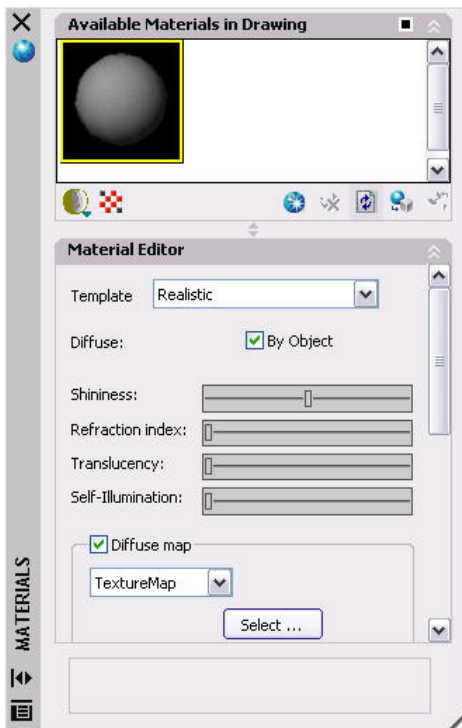 Available Materials in Drawing
Material Editor
Template Realistic
Diffuse: By Object
Shininess:
Refraction index:
Translucency:
Self-Illumination:
Diffuse map
TextureMap
Select ...
MATERIALS